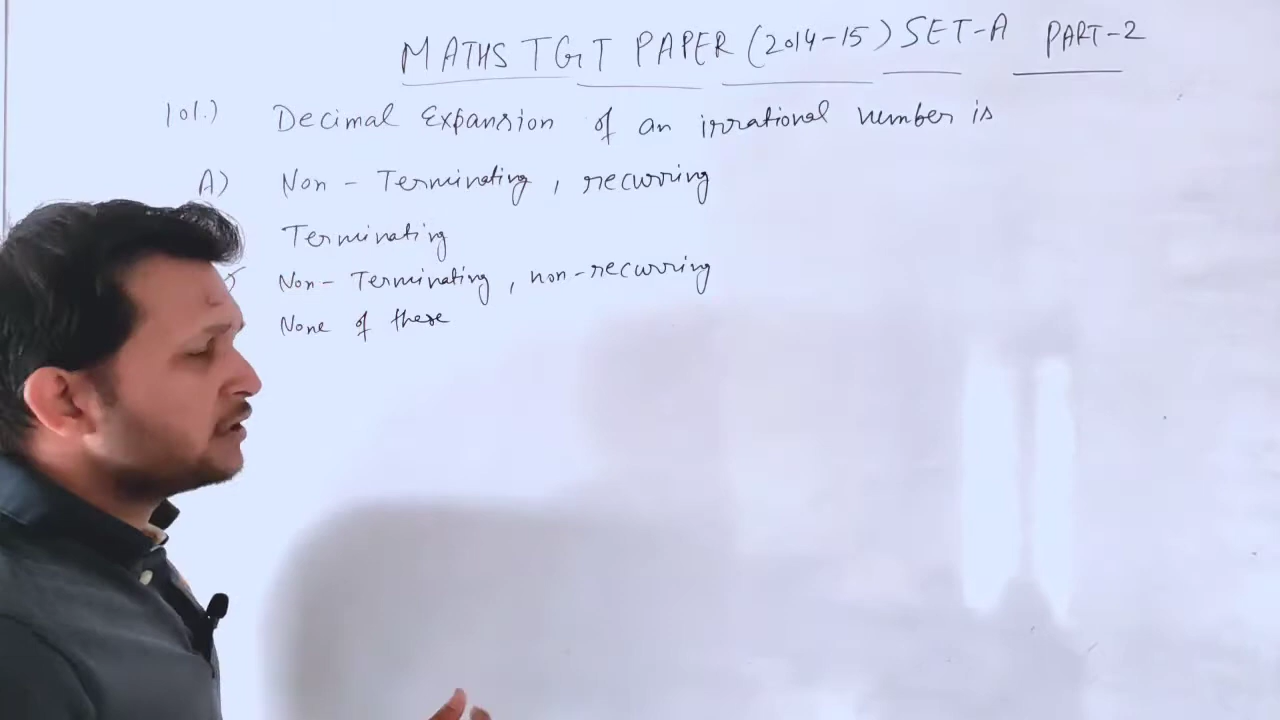 MATHS TGT PAPER (2014-15) SET-A PART-2
101.) Decimal Expansion of an irrational number is
A) Non - Terminating, recurring
Terminating
Non - Terminating, non-recurring
None of these